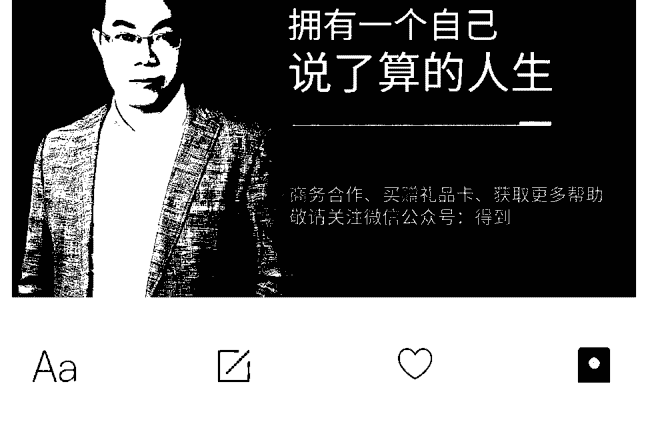 拥有一个自己
说了算的人生
商务合作、买赠礼品卡、获取更多帮助
敬请关注微信公众号：得到
Aa